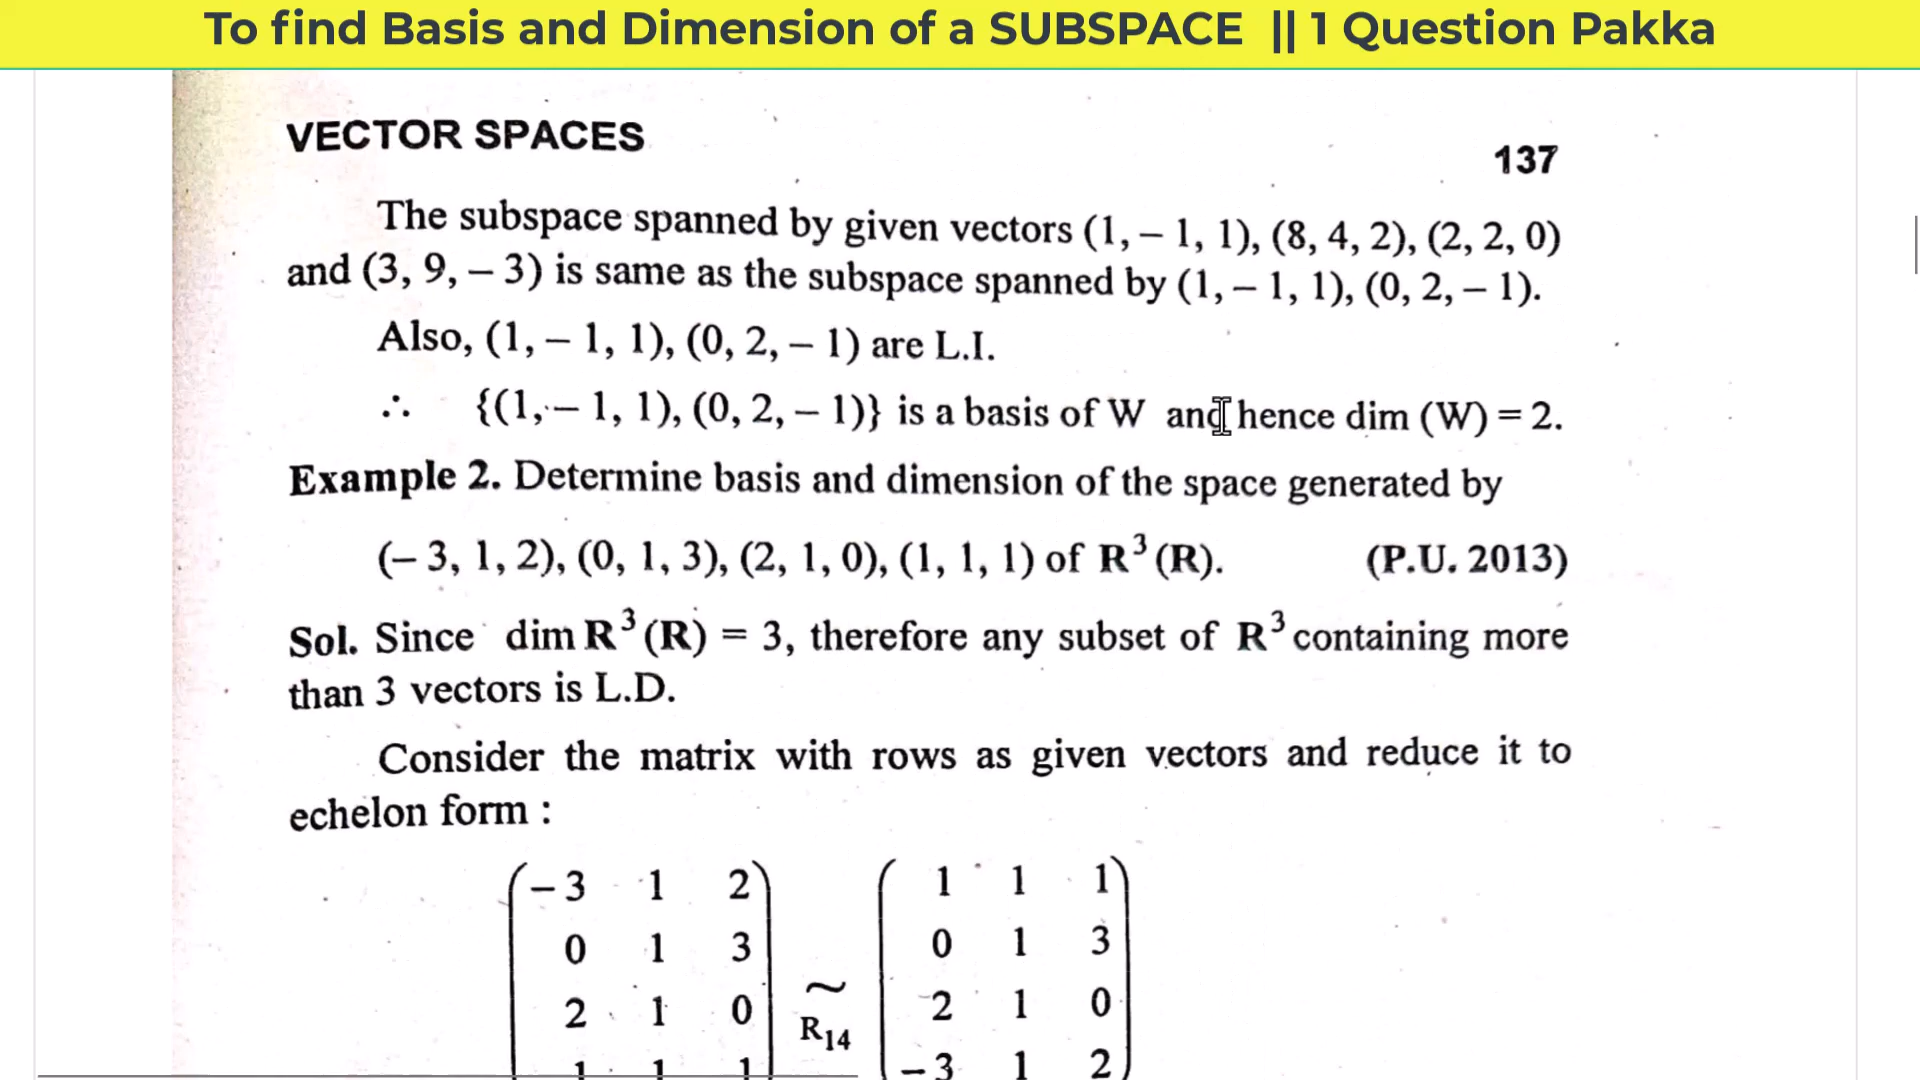 To find Basis and Dimension of a SUBSPACE || 1 Question Pakka
VECTOR SPACES
137
The subspace spanned by given vectors (1, – 1, 1), (8, 4, 2), (2, 2, 0)
and (3, 9, – 3) is same as the subspace spanned by (1, – 1, 1), (0, 2, – 1).
Also, (1, – 1, 1), (0, 2, – 1) are L.I.
∴ {(1, – 1, 1), (0, 2, – 1)} is a basis of W and hence dim (W) = 2.
Example 2. Determine basis and dimension of the space generated by
(– 3, 1, 2), (0, 1, 3), (2, 1, 0), (1, 1, 1) of R³ (R). (P.U. 2013)
Sol. Since dim R³ (R) = 3, therefore any subset of R³ containing more
than 3 vectors is L.D.
Consider the matrix with rows as given vectors and reduce it to
echelon form :
– 3 1 2 1 1 1
0 1 3 0 1 3
2 1 0 ~ R₁₄ 2 1 0
1 1 1 – 3 1 2